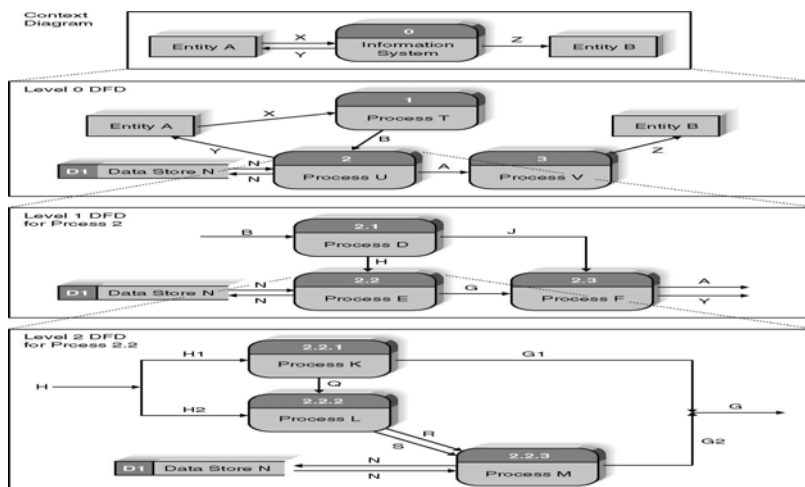 Context
Diagram
0
Entity A
X
Y
Information
System
Z
Entity B
Level 0 DFD
1
Process T
Entity A
X
Entity B
B
Y
Z
2
Process U
3
Process V
D1 Data Store N
N
N
A
Level 1 DFD
for Prcess 2
B
2.1
Process D
J
H
D1 Data Store N
N
N
2.2
Process E
G
2.3
Process F
A
Y
Level 2 DFD
for Prcess 2.2
H1
2.2.1
Process K
G1
H
Q
H2
2.2.2
Process L
G
R
S
G2
D1 Data Store N
N
N
2.2.3
Process M